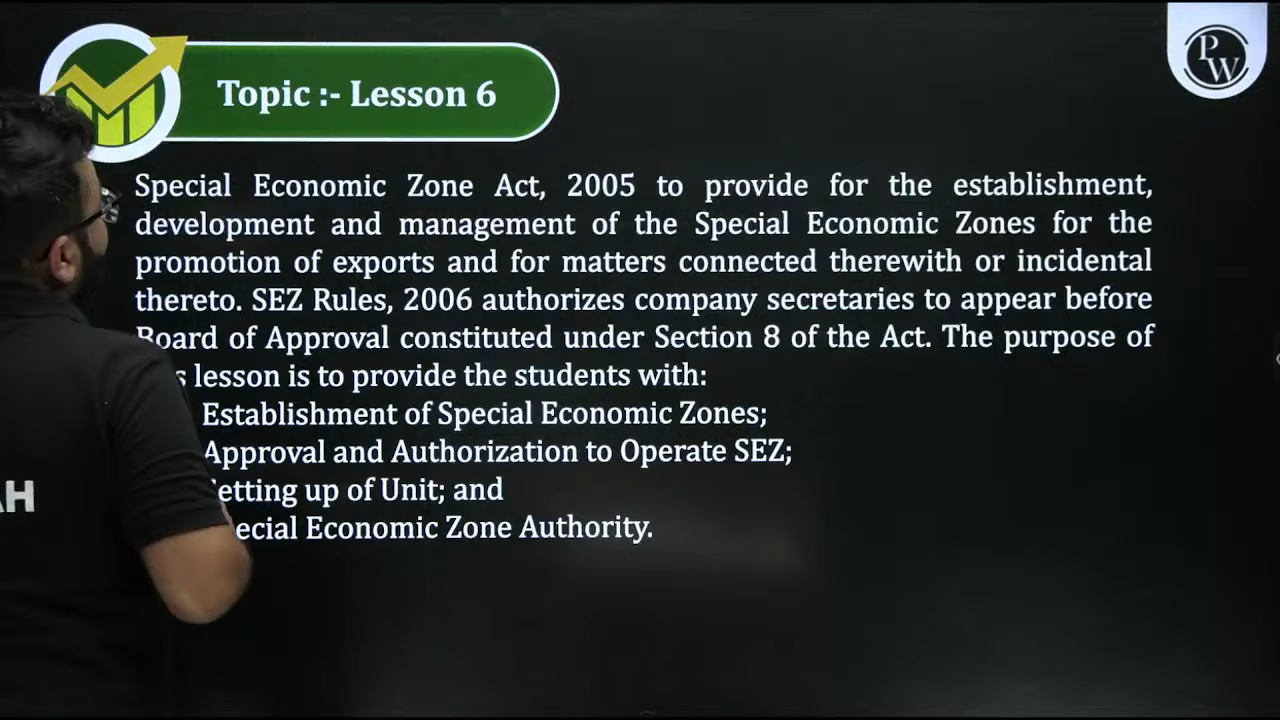 Topic :- Lesson 6
PW
Special Economic Zone Act, 2005 to provide for the establishment,
development and management of the Special Economic Zones for the
promotion of exports and for matters connected therewith or incidental
thereto. SEZ Rules, 2006 authorizes company secretaries to appear before
Board of Approval constituted under Section 8 of the Act. The purpose of
lesson is to provide the students with:
Establishment of Special Economic Zones;
Approval and Authorization to Operate SEZ;
Setting up of Unit; and
Special Economic Zone Authority.
AH